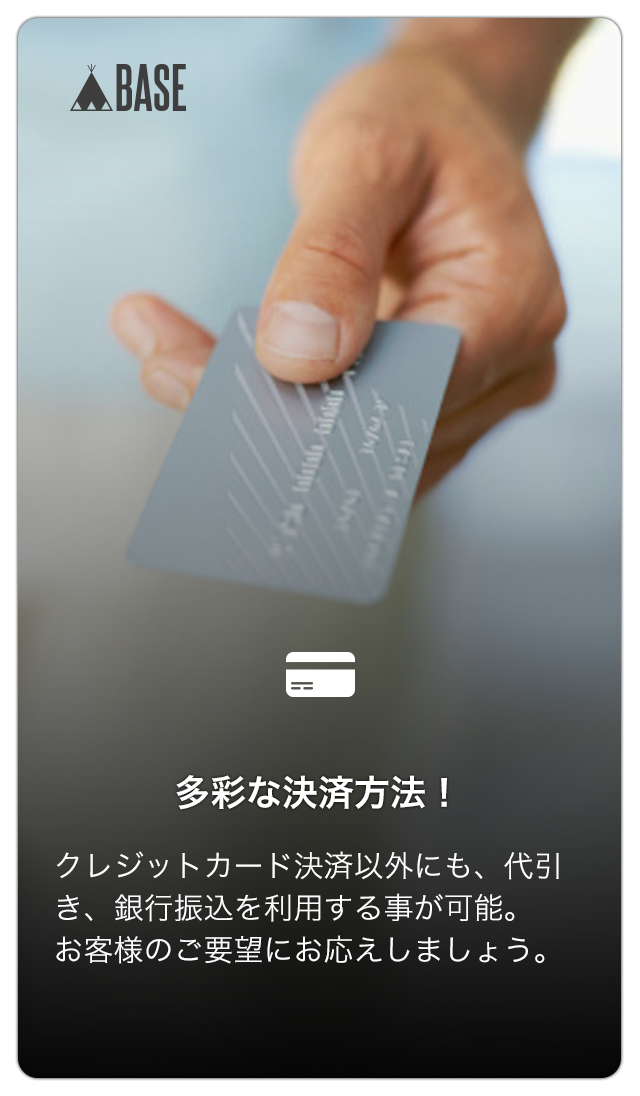 BASE
多彩な決済方法！
クレジットカード決済以外にも、代引
き、銀行振込を利用する事が可能。
お客様のご要望にお応えしましょう。